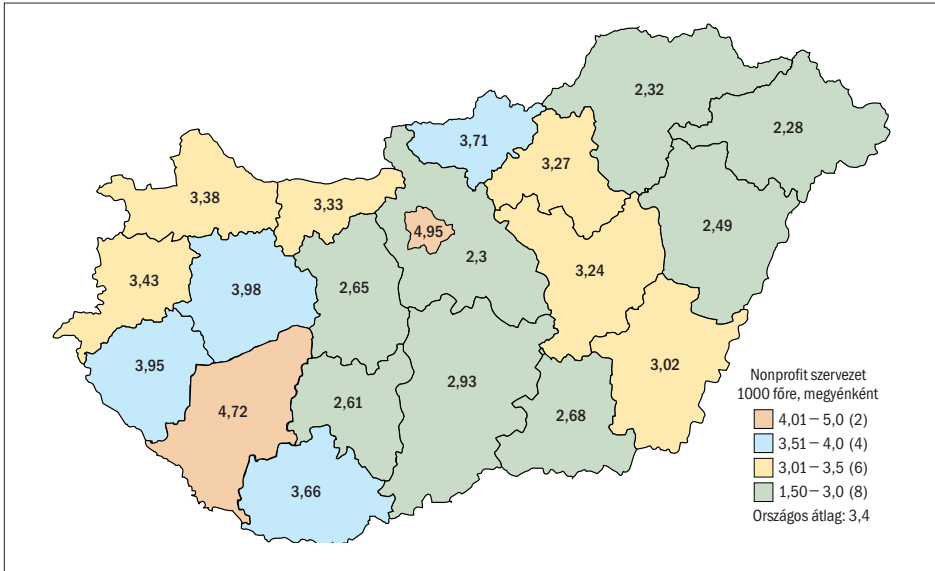 2,32
2,28
3,71
3,27
3,38
3,33
2,49
4,95
2,3
3,24
3,43
3,98
2,65
3,95
3,02
2,93
4,72
2,61
2,68
3,66
Nonprofit szervezet
1000 főre, megyénként
4,01 – 5,0 (2)
3,51 – 4,0 (4)
3,01 – 3,5 (6)
1,50 – 3,0 (8)
Országos átlag: 3,4